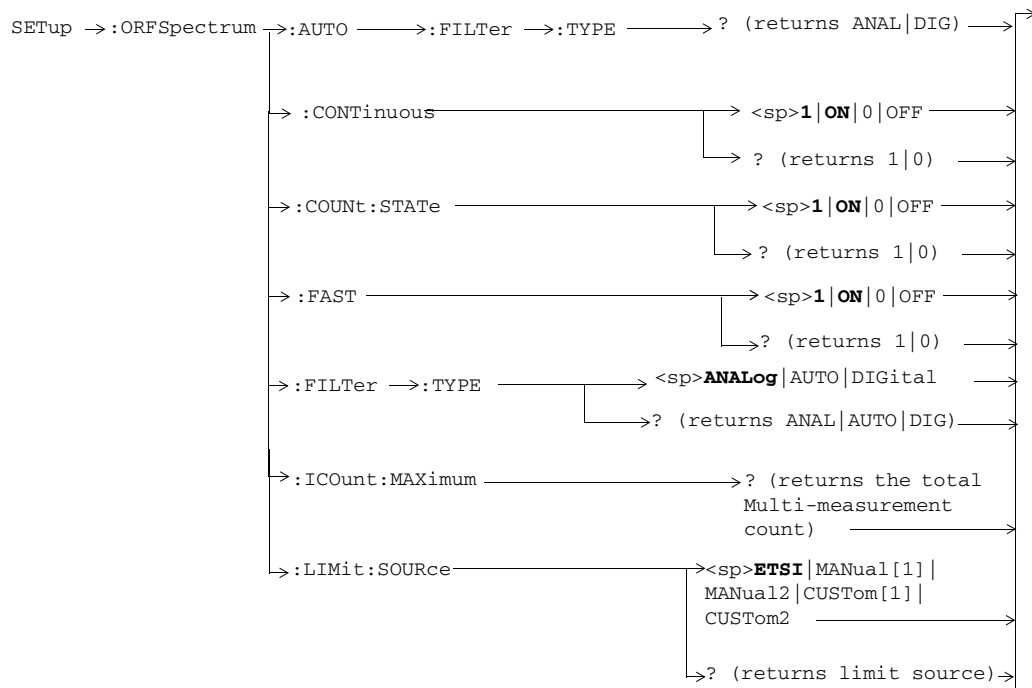 SETup :ORFSpectrum :AUTO :FILTer :TYPE ? (returns ANAL|DIG)
:CONTinuous <sp>1|ON|0|OFF
? (returns 1|0)
:COUNt:STATe <sp>1|ON|0|OFF
? (returns 1|0)
:FAST <sp>1|ON|0|OFF
? (returns 1|0)
:FILTer :TYPE <sp>ANALog|AUTO|DIGital
? (returns ANAL|AUTO|DIG)
:ICOunt:MAXimum ? (returns the total
Multi-measurement
count)
:LIMit:SOURce <sp>ETSI|MANual[1]|
MANual2|CUSTom[1]|
CUSTom2
? (returns limit source)